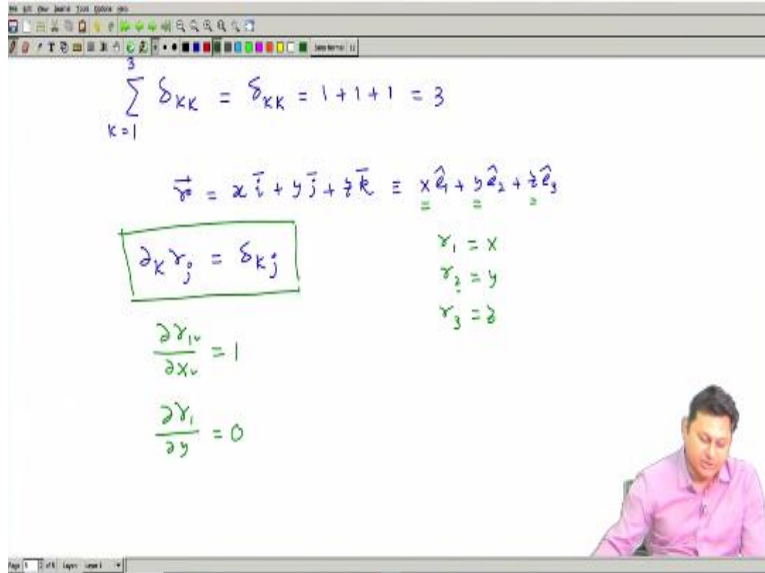 3
∑ δ_KK = δ_KK = 1 + 1 + 1 = 3
K=1
r⃗ = x i̅ + y j̅ + z k̅ ≡ x ê₁ + y ê₂ + z ê₃
∂_K r_j = δ_Kj
r₁ = x
r₂ = y
r₃ = z
∂r₁/∂x = 1
∂r₁/∂y = 0